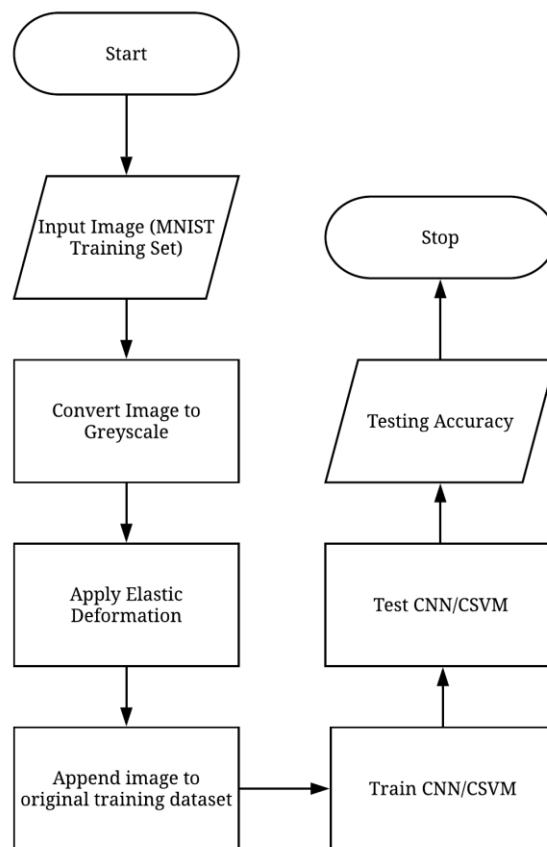 Start
Input Image (MNIST
Training Set)
Convert Image to
Greyscale
Apply Elastic
Deformation
Append image to
original training dataset
Train CNN/CSVM
Test CNN/CSVM
Testing Accuracy
Stop